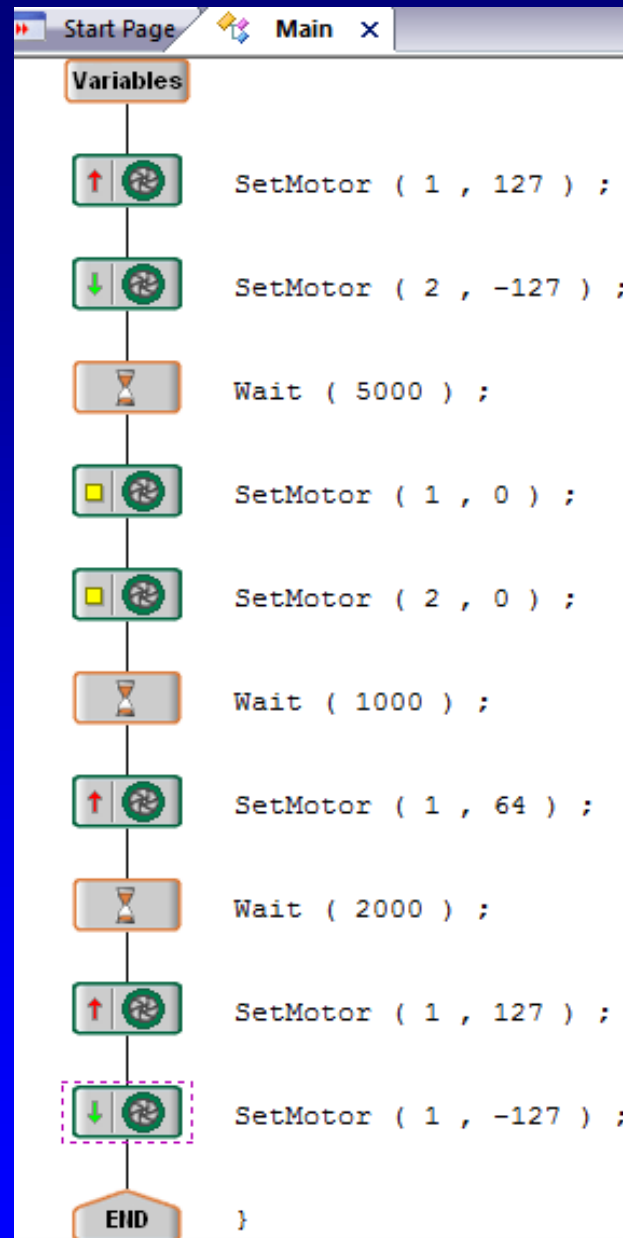 Start Page Main x
Variables
SetMotor ( 1 , 127 ) ;
SetMotor ( 2 , -127 ) ;
Wait ( 5000 ) ;
SetMotor ( 1 , 0 ) ;
SetMotor ( 2 , 0 ) ;
Wait ( 1000 ) ;
SetMotor ( 1 , 64 ) ;
Wait ( 2000 ) ;
SetMotor ( 1 , 127 ) ;
SetMotor ( 1 , -127 ) ;
END }